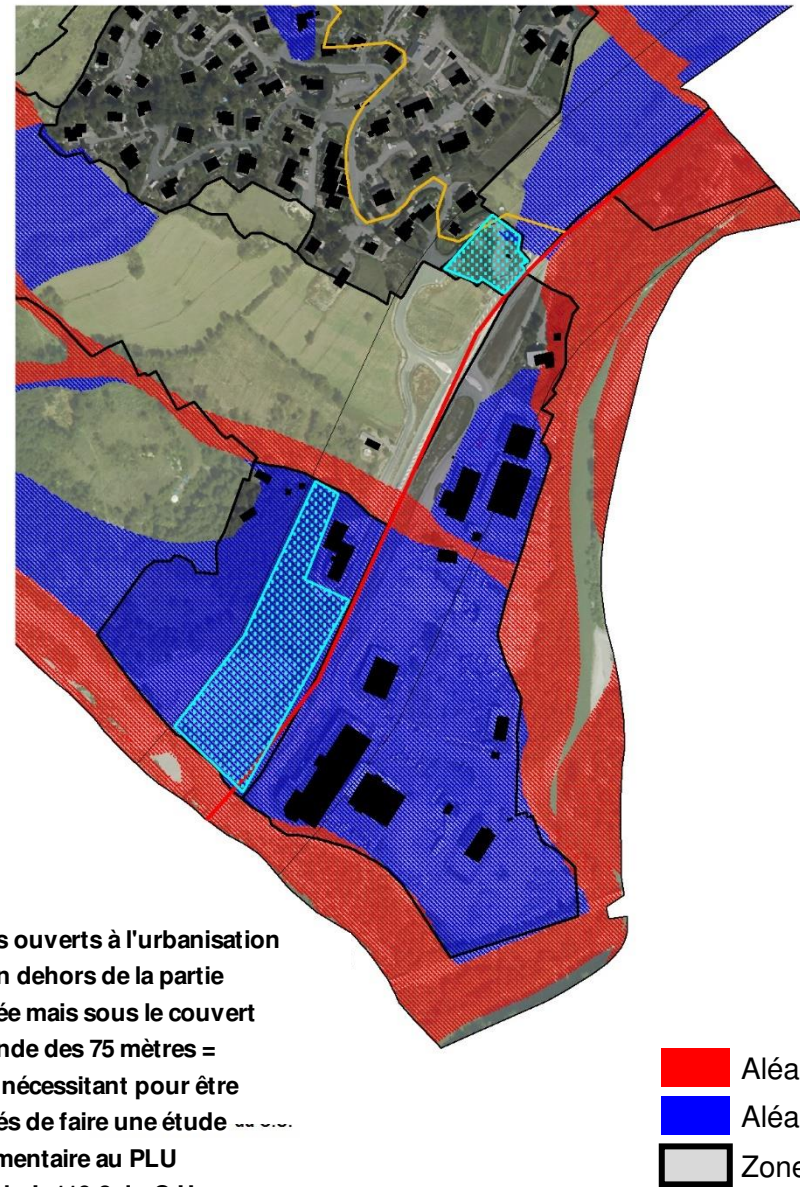 s ouverts à l'urbanisation
n dehors de la partie
ée mais sous le couvert
nde des 75 mètres =
nécessitant pour être
és de faire une étude
mentaire au PLU
Aléa
Aléa
Zone